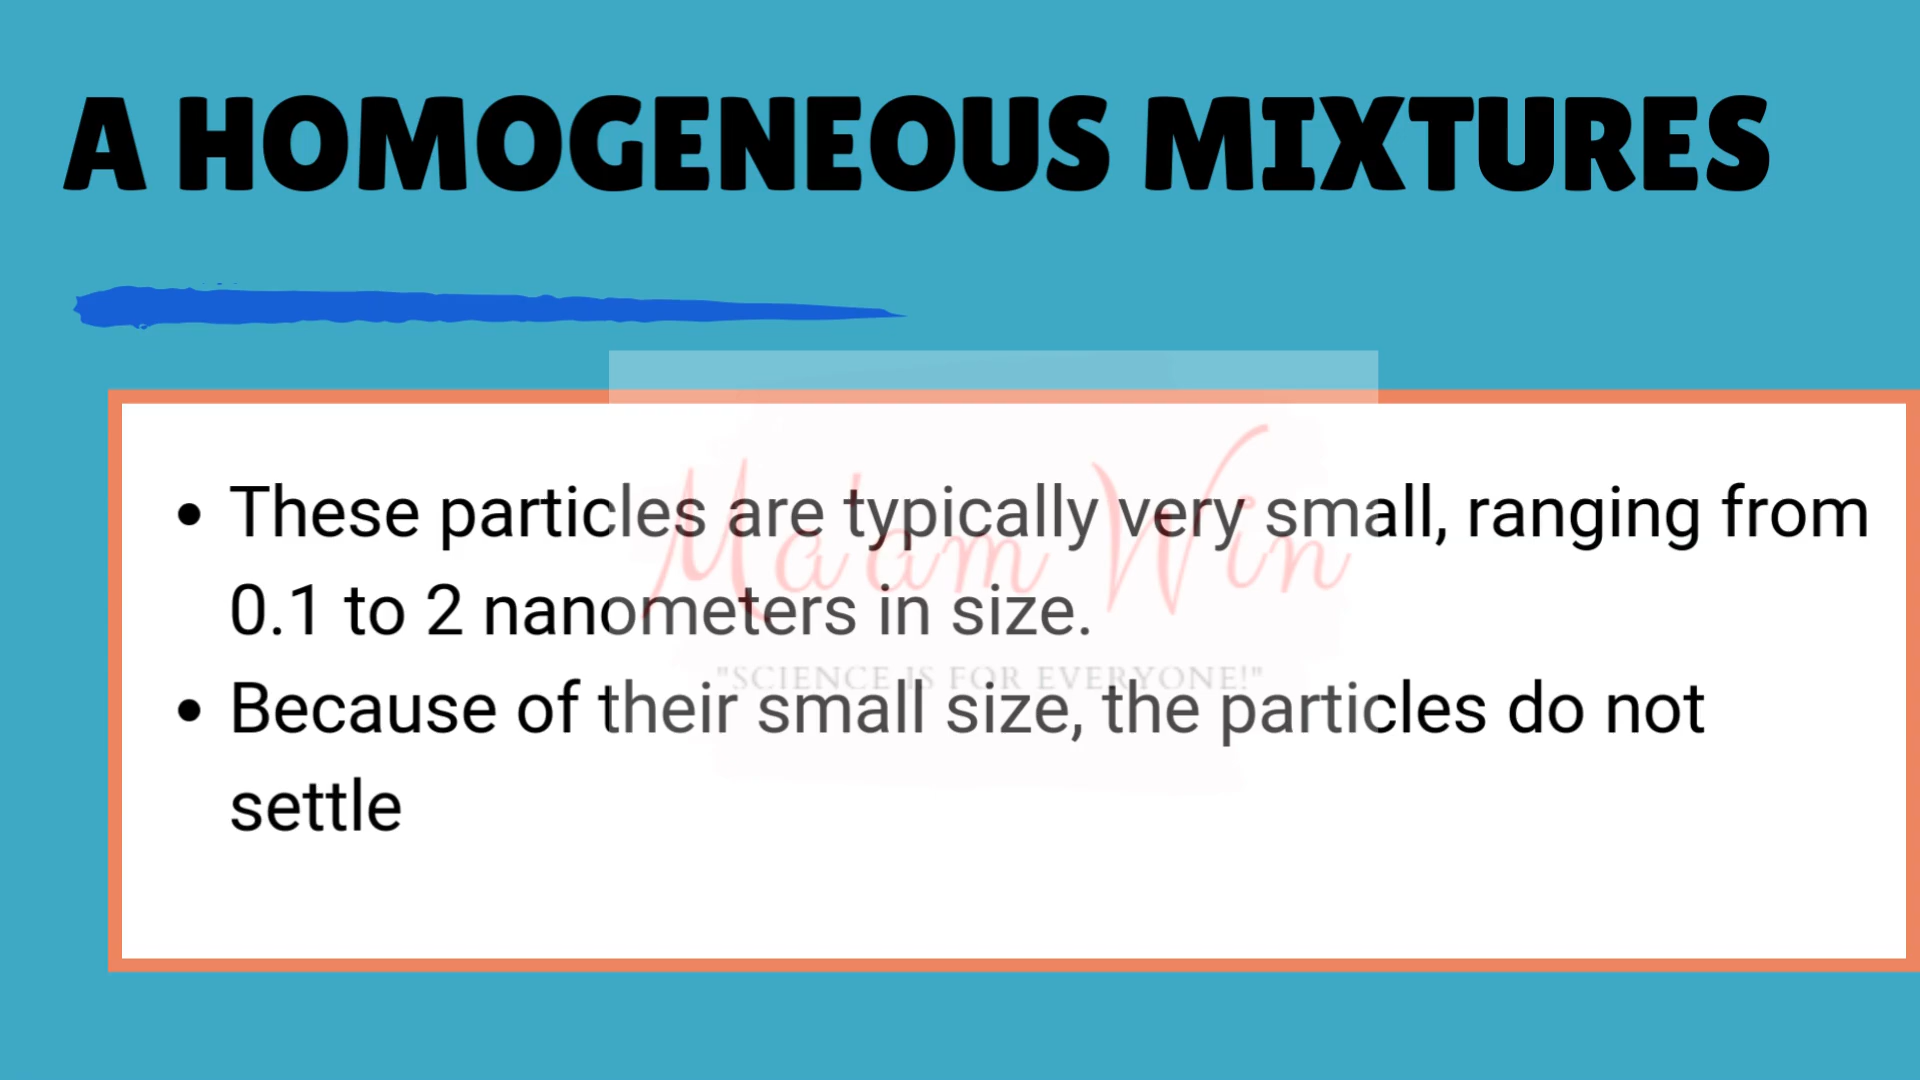 A HOMOGENEOUS MIXTURES
• These particles are typically very small, ranging from
0.1 to 2 nanometers in size.
Ma'am Win
"SCIENCE IS FOR EVERYONE!"
• Because of their small size, the particles do not
settle